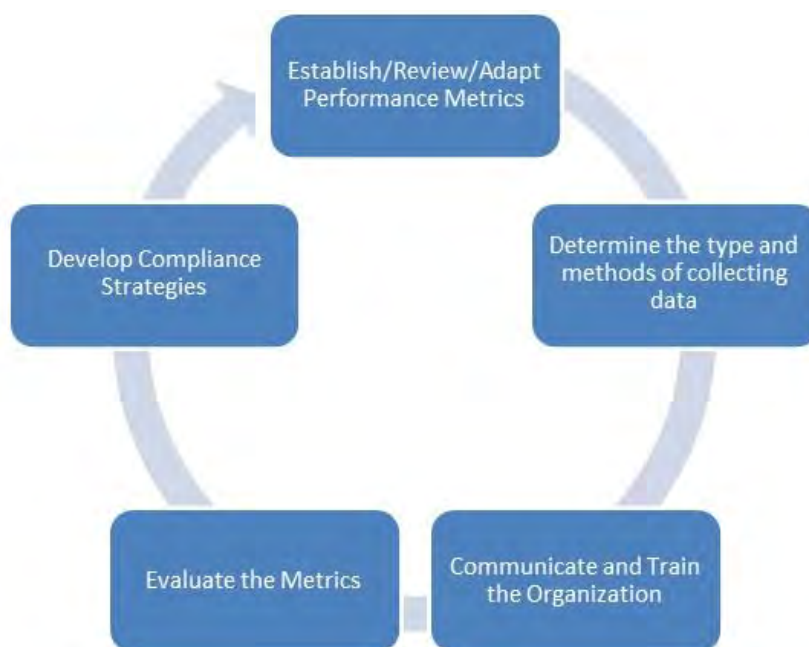 Establish/Review/Adapt
Performance Metrics
Determine the type and
methods of collecting
data
Communicate and Train
the Organization
Evaluate the Metrics
Develop Compliance
Strategies